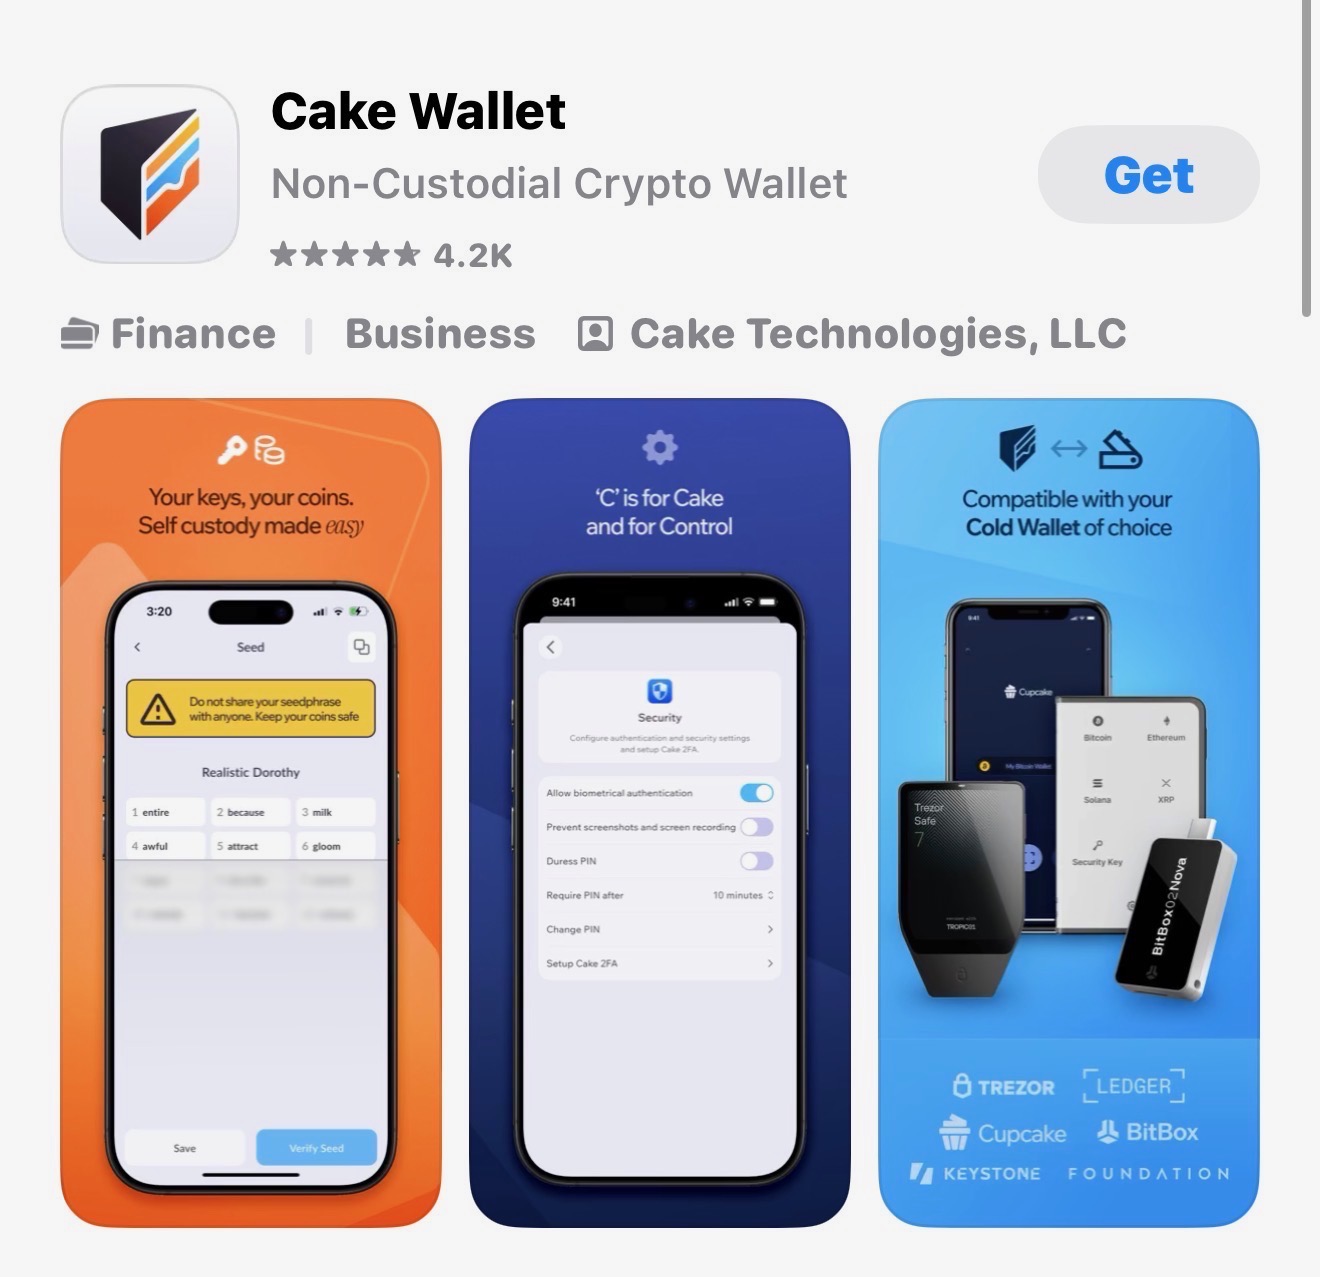 Cake Wallet
Non-Custodial Crypto Wallet
Get
4.2K
Finance
Business
Cake Technologies, LLC
Your keys, your coins.
Self custody made easy
3:20
Seed
Do not share your seedphrase
with anyone. Keep your coins safe
Realistic Dorothy
1 entire
2 because
3 milk
4 awful
5 attract
6 gloom
Save
Verify Seed
'C' is for Cake
and for Control
9:41
Security
Configure authentication and security settings
and setup Cake 2FA.
Allow biometrical authentication
Prevent screenshots and screen recording
Duress PIN
Require PIN after
10 minutes
Change PIN
Setup Cake 2FA
Compatible with your
Cold Wallet of choice
9:41
Cupcake
My Bitcoin Wallet
Bitcoin
Ethereum
Solana
XRP
Security Key
Trezor
Safe
7
TROPIC01
BitBox02Nova
TREZOR
LEDGER
Cupcake
BitBox
KEYSTONE
FOUNDATION